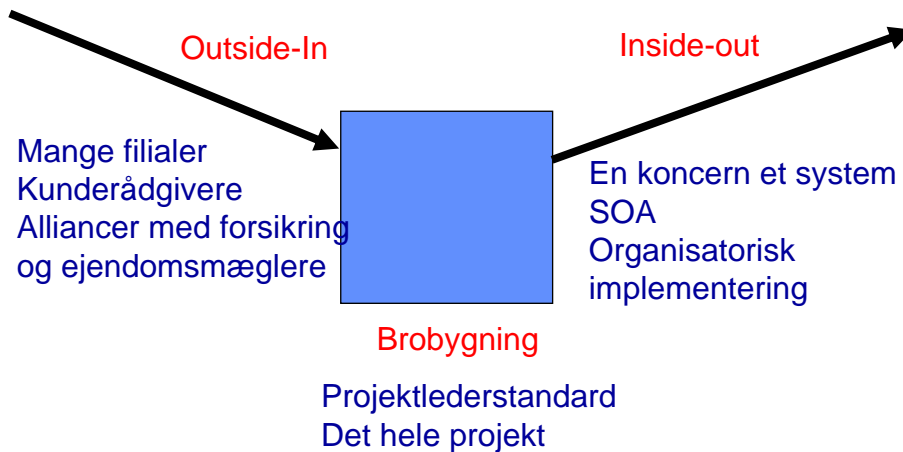 Outside-In
Inside-out
Mange filialer
Kunderådgivere
Alliancer med forsikring
og ejendomsmæglere
En koncern et system
SOA
Organisatorisk
implementering
Brobygning
Projektlederstandard
Det hele projekt